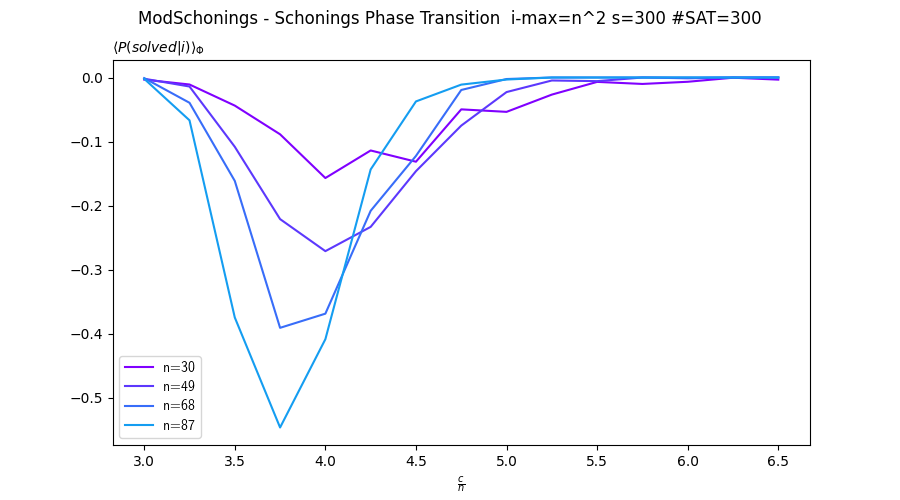 ModSchonings - Schonings Phase Transition  i-max=n^2 s=300 #SAT=300
⟨P(solved|i)⟩Φ
0.0
−0.1
−0.2
−0.3
−0.4
−0.5
n=30
n=49
n=68
n=87
3.0 3.5 4.0 4.5 5.0 5.5 6.0 6.5
c/n